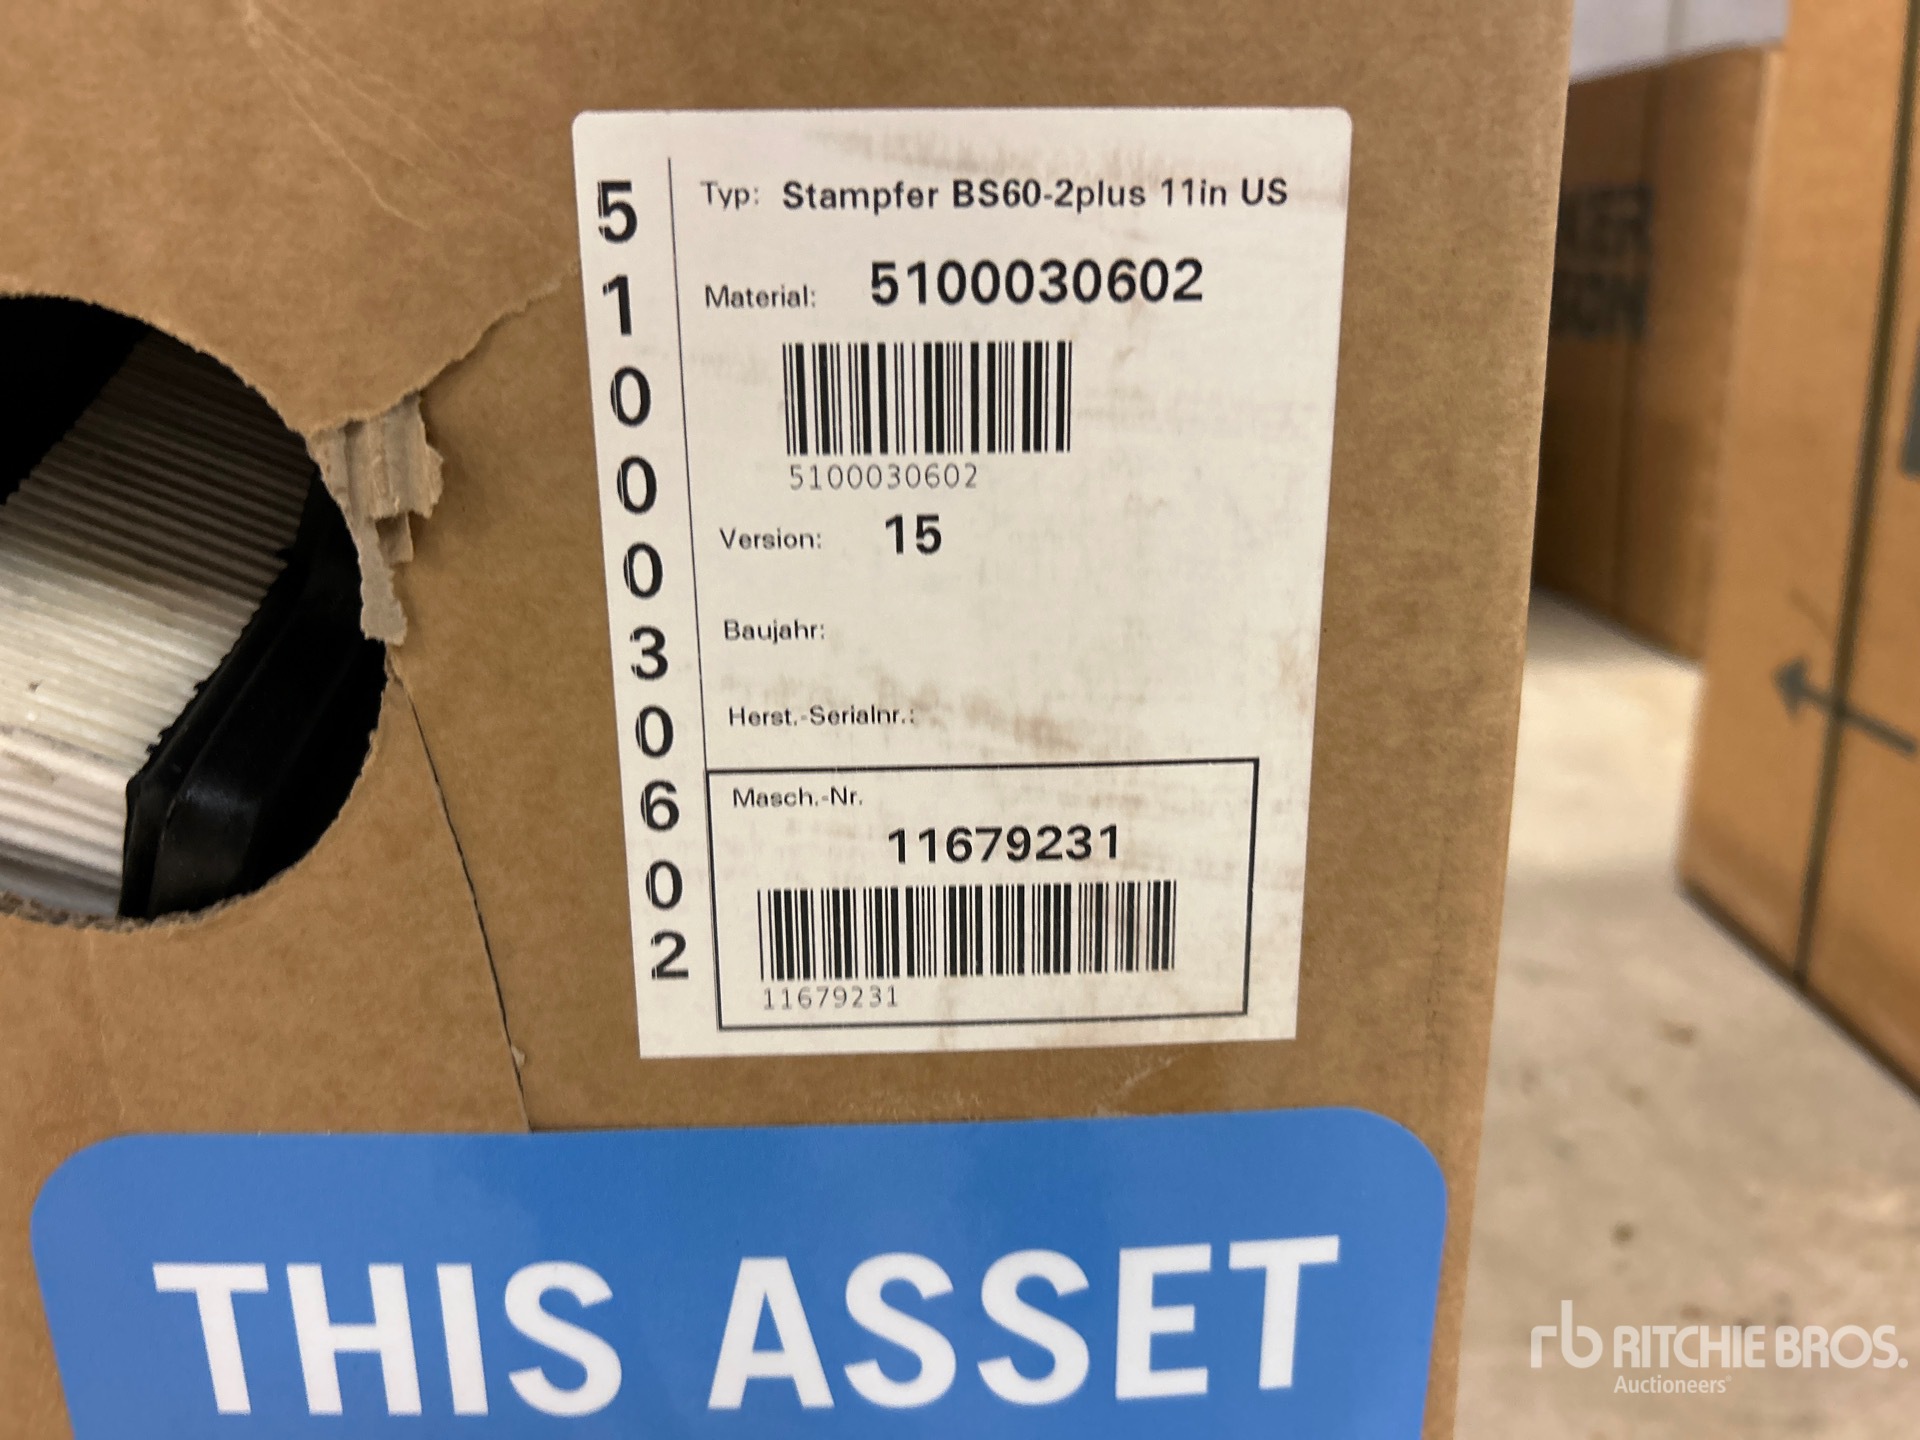 5100030602
Typ: Stampfer BS60-2plus 11in US
Material: 5100030602
5100030602
Version: 15
Baujahr:
Herst.-Serialnr.:
Masch.-Nr.
11679231
11679231
THIS ASSET
rb RITCHIE BROS.
Auctioneers